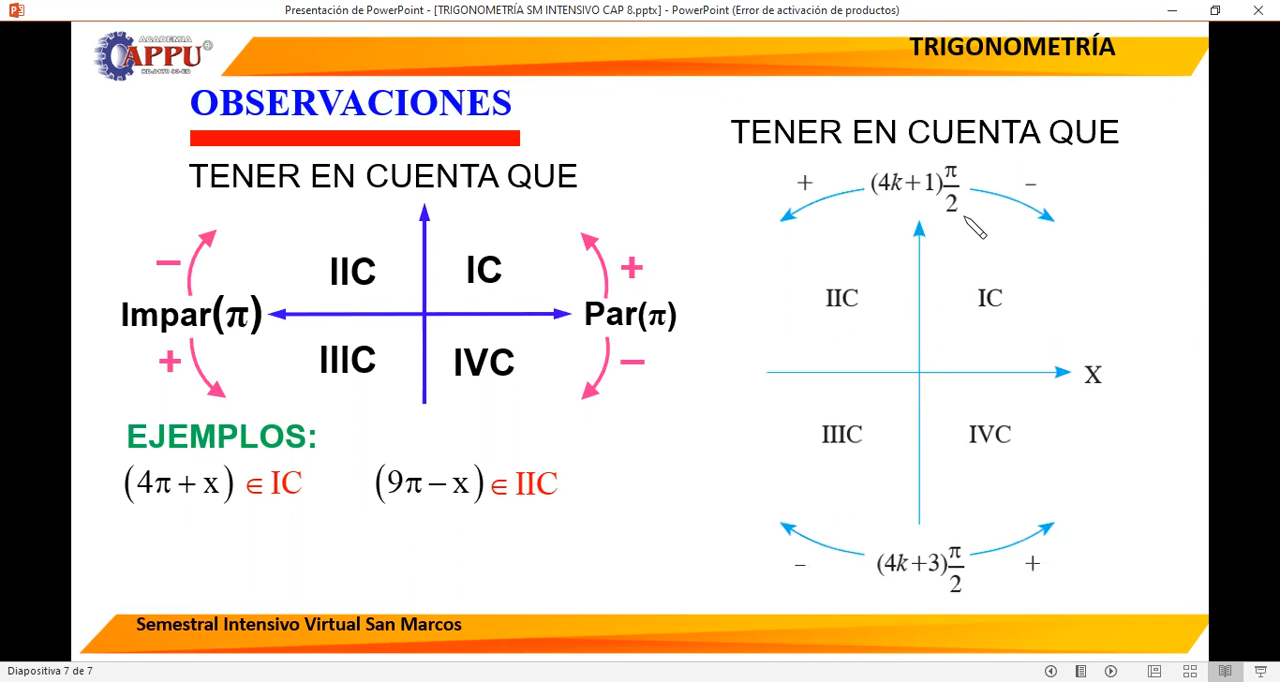 Presentación de PowerPoint - [TRIGONOMETRÍA SM INTENSIVO CAP 8.pptx] - PowerPoint (Error de activación de productos)
ACADEMIA
APPU
TRIGONOMETRÍA
OBSERVACIONES
TENER EN CUENTA QUE
− +
IIC IC
Impar(π) Par(π)
+ −
IIIC IVC
EJEMPLOS:
(4π + x) ∈ IC (9π − x) ∈ IIC
TENER EN CUENTA QUE
+ (4k+1)π/2 −
IIC IC
X
IIIC IVC
− (4k+3)π/2 +
Semestral Intensivo Virtual San Marcos
Diapositiva 7 de 7